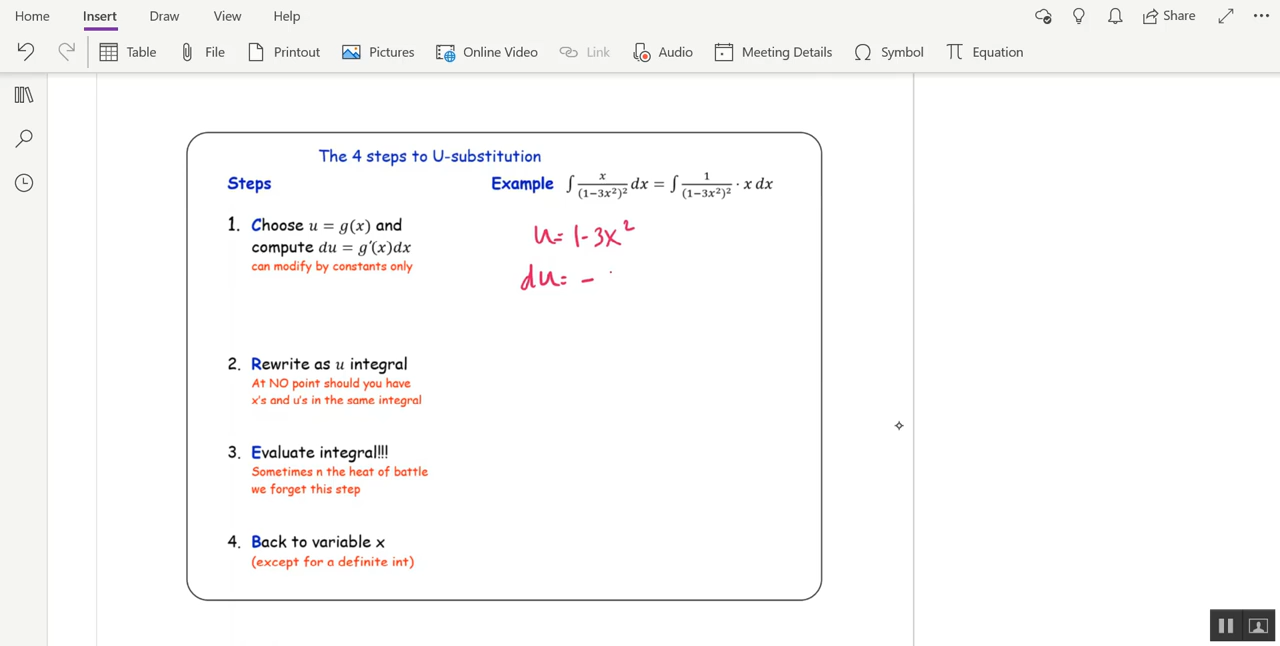 Home Insert Draw View Help Share
Table File Printout Pictures Online Video Link Audio Meeting Details Symbol Equation
The 4 steps to U-substitution
Steps
Example ∫ x/(1−3x²)² dx = ∫ 1/(1−3x²)² · x dx
1. Choose u = g(x) and
compute du = g′(x)dx
can modify by constants only
u = 1 - 3x²
du = -
2. Rewrite as u integral
At NO point should you have
x's and u's in the same integral
3. Evaluate integral!!!
Sometimes n the heat of battle
we forget this step
4. Back to variable x
(except for a definite int)